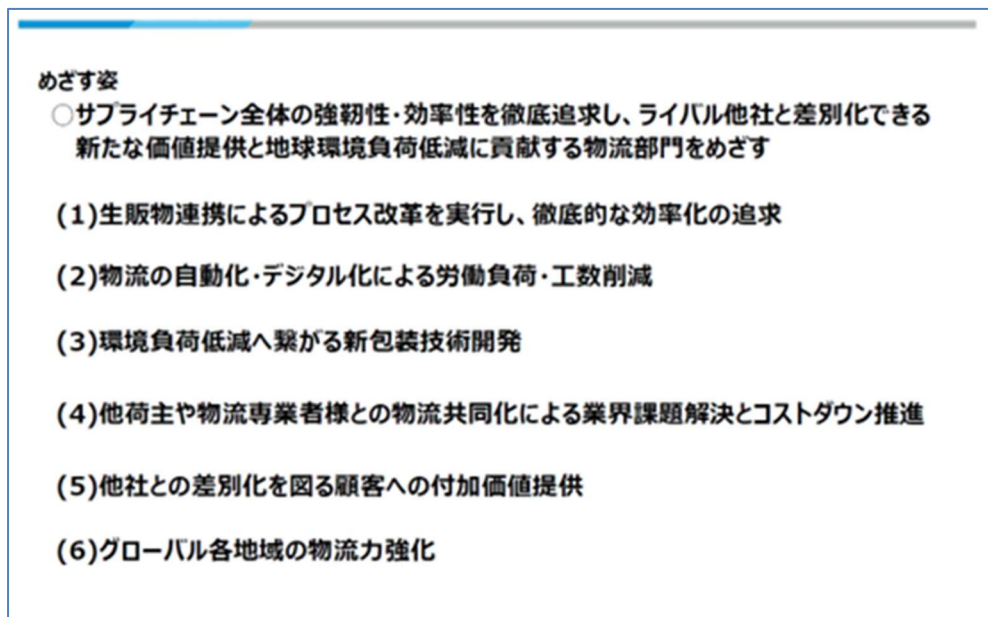 めざす姿
○サプライチェーン全体の強靭性・効率性を徹底追求し、ライバル他社と差別化できる
新たな価値提供と地球環境負荷低減に貢献する物流部門をめざす
(1)生販物連携によるプロセス改革を実行し、徹底的な効率化の追求
(2)物流の自動化・デジタル化による労働負荷・工数削減
(3)環境負荷低減へ繋がる新包装技術開発
(4)他荷主や物流専業者様との物流共同化による業界課題解決とコストダウン推進
(5)他社との差別化を図る顧客への付加価値提供
(6)グローバル各地域の物流力強化